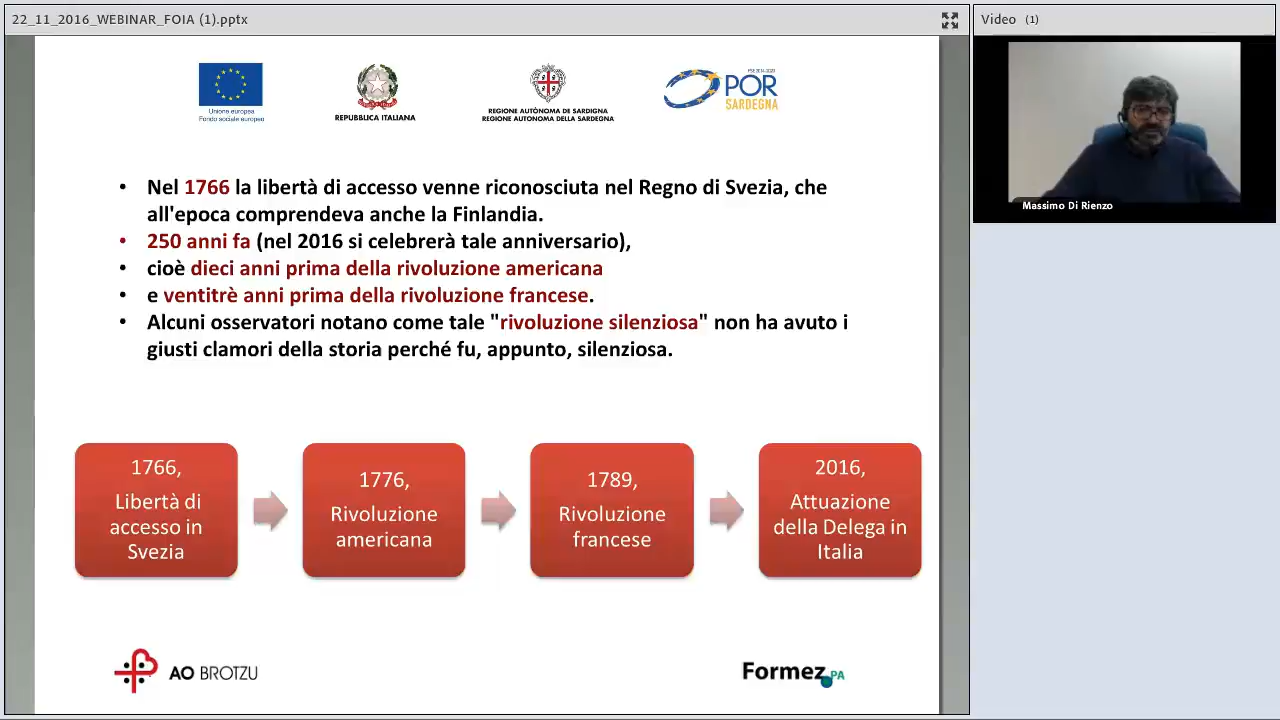 22_11_2016_WEBINAR_FOIA (1).pptx
Video (1)
Unione europea
Fondo sociale europeo
REPUBBLICA ITALIANA
REGIONE AUTÒNOMA DE SARDIGNA
REGIONE AUTONOMA DELLA SARDEGNA
FSE 2014-2020
POR
SARDEGNA
Massimo Di Rienzo
• Nel 1766 la libertà di accesso venne riconosciuta nel Regno di Svezia, che
all'epoca comprendeva anche la Finlandia.
• 250 anni fa (nel 2016 si celebrerà tale anniversario),
• cioè dieci anni prima della rivoluzione americana
• e ventitrè anni prima della rivoluzione francese.
• Alcuni osservatori notano come tale "rivoluzione silenziosa" non ha avuto i
giusti clamori della storia perché fu, appunto, silenziosa.
1766,
Libertà di
accesso in
Svezia
1776,
Rivoluzione
americana
1789,
Rivoluzione
francese
2016,
Attuazione
della Delega in
Italia
AO BROTZU
Formez PA